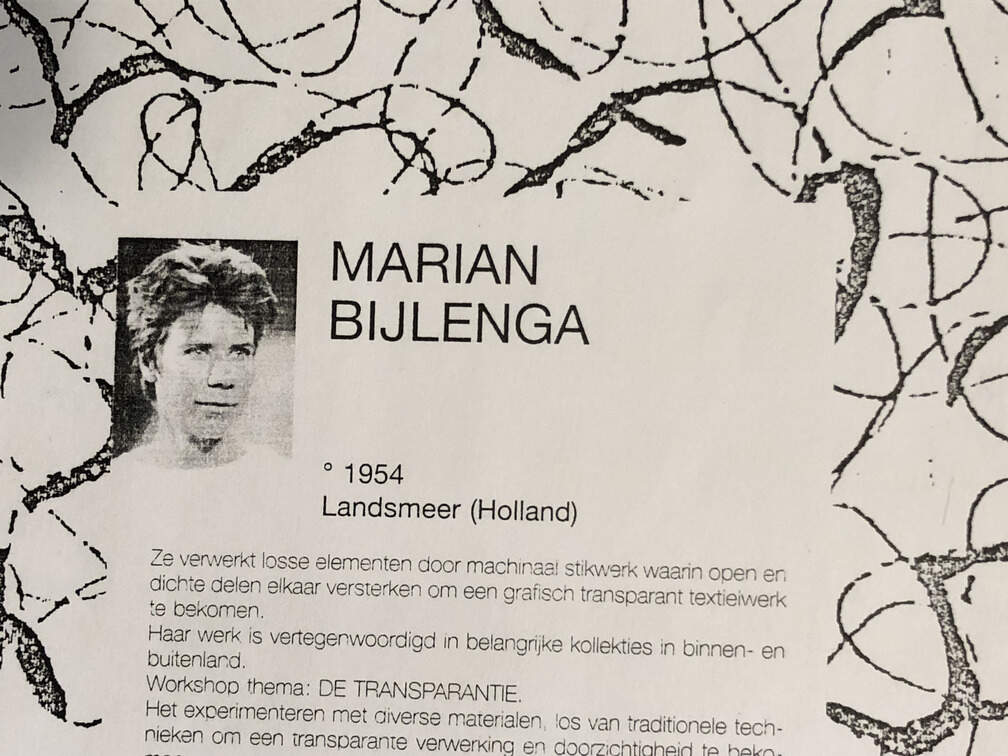 MARIAN
BIJLENGA
° 1954
Landsmeer (Holland)
Ze verwerkt losse elementen door machinaal stikwerk waarin open en
dichte delen elkaar versterken om een grafisch transparant textielwerk
te bekomen.
Haar werk is vertegenwoordigd in belangrijke kollekties in binnen- en
buitenland.
Workshop thema: DE TRANSPARANTIE.
Het experimenteren met diverse materialen, los van traditionele tech-
nieken om een transparante verwerking en doorzichtigheid te beko-